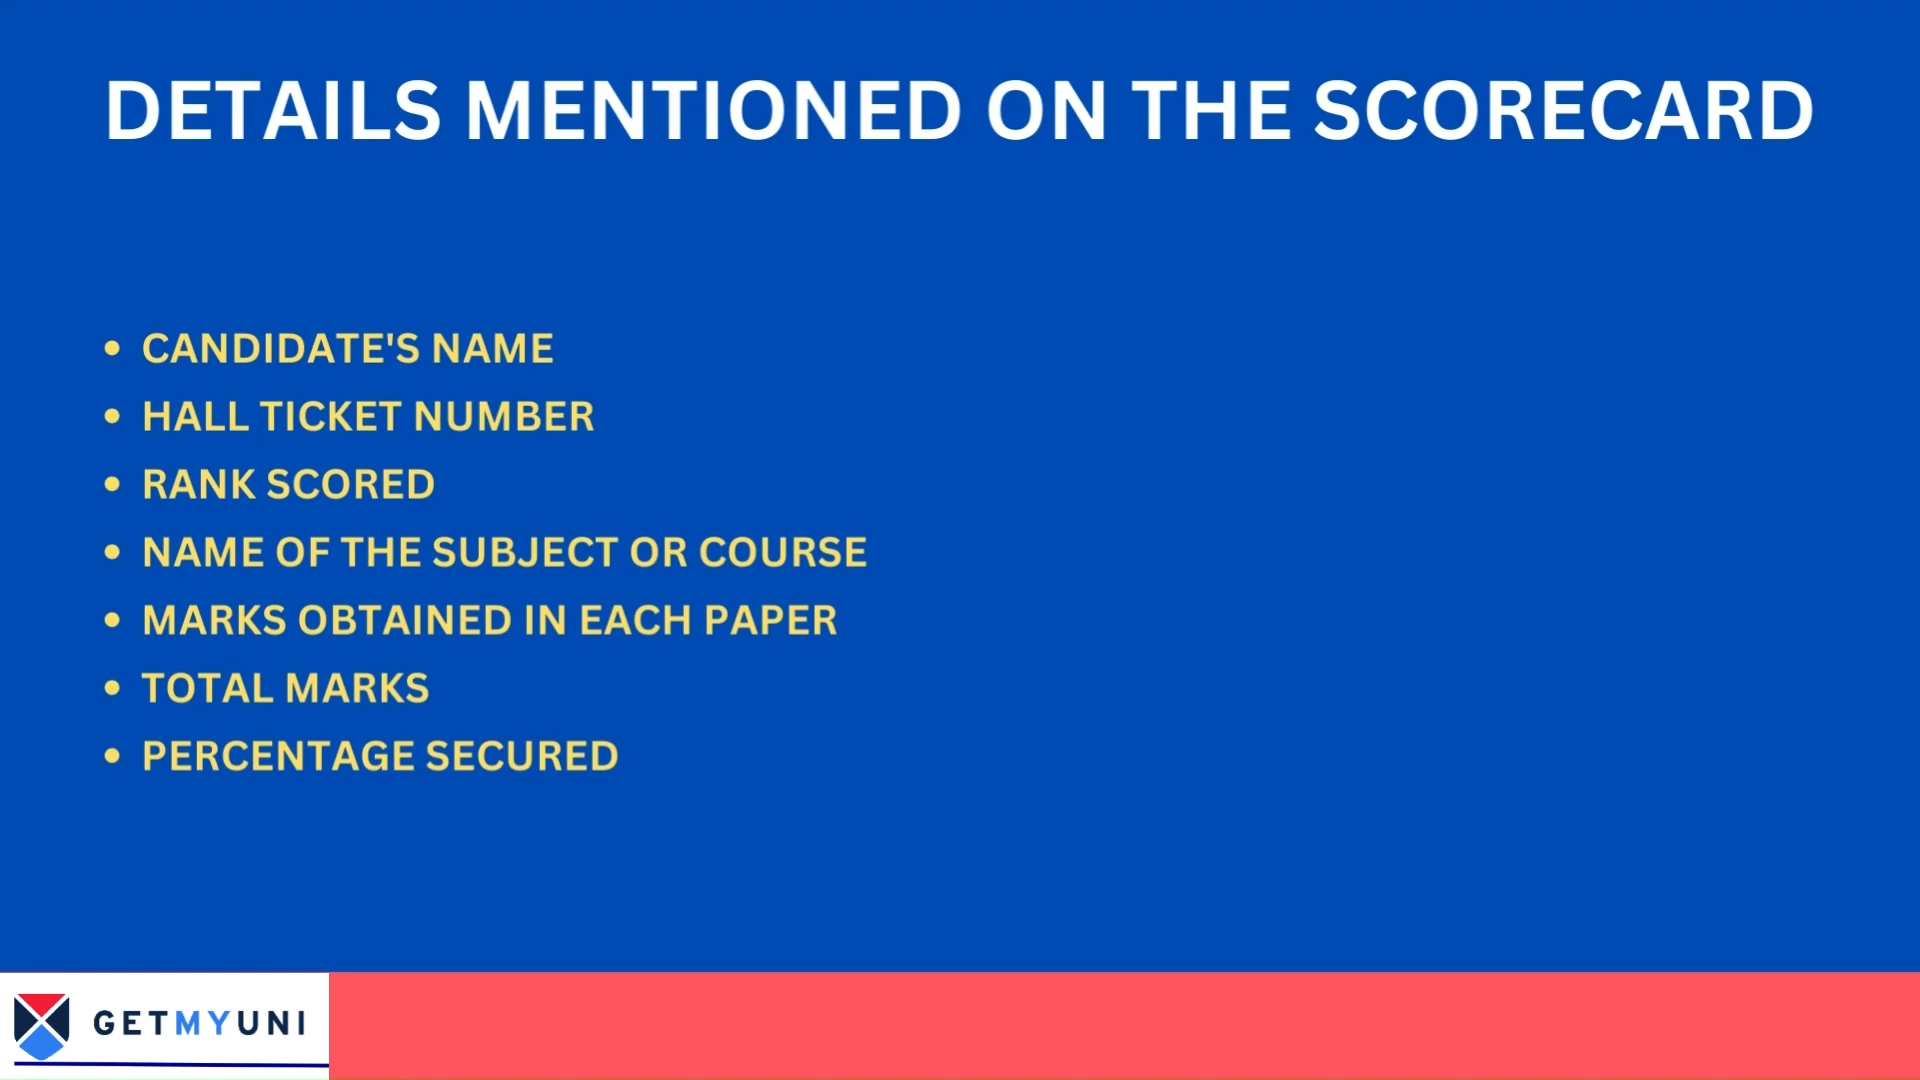 DETAILS MENTIONED ON THE SCORECARD
• CANDIDATE'S NAME
• HALL TICKET NUMBER
• RANK SCORED
• NAME OF THE SUBJECT OR COURSE
• MARKS OBTAINED IN EACH PAPER
• TOTAL MARKS
• PERCENTAGE SECURED
GETMYUNI